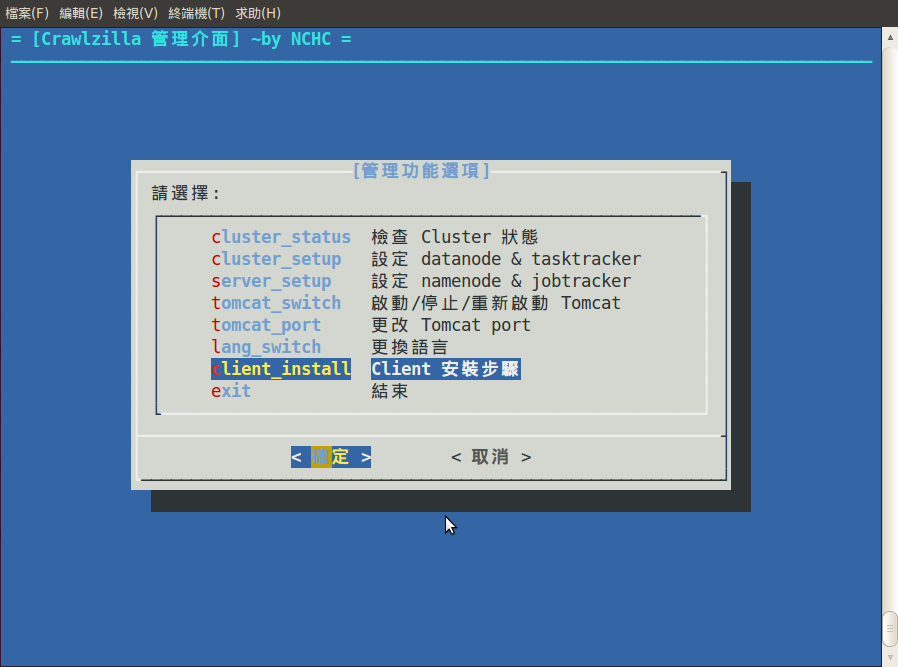 檔案(F) 編輯(E) 檢視(V) 終端機(T) 求助(H)
= [Crawlzilla 管理介面] ~by NCHC =
[管理功能選項]
請選擇:
cluster_status 檢查 Cluster 狀態
cluster_setup 設定 datanode & tasktracker
server_setup 設定 namenode & jobtracker
tomcat_switch 啟動/停止/重新啟動 Tomcat
tomcat_port 更改 Tomcat port
lang_switch 更換語言
client_install Client 安裝步驟
exit 結束
< 確定 > < 取消 >